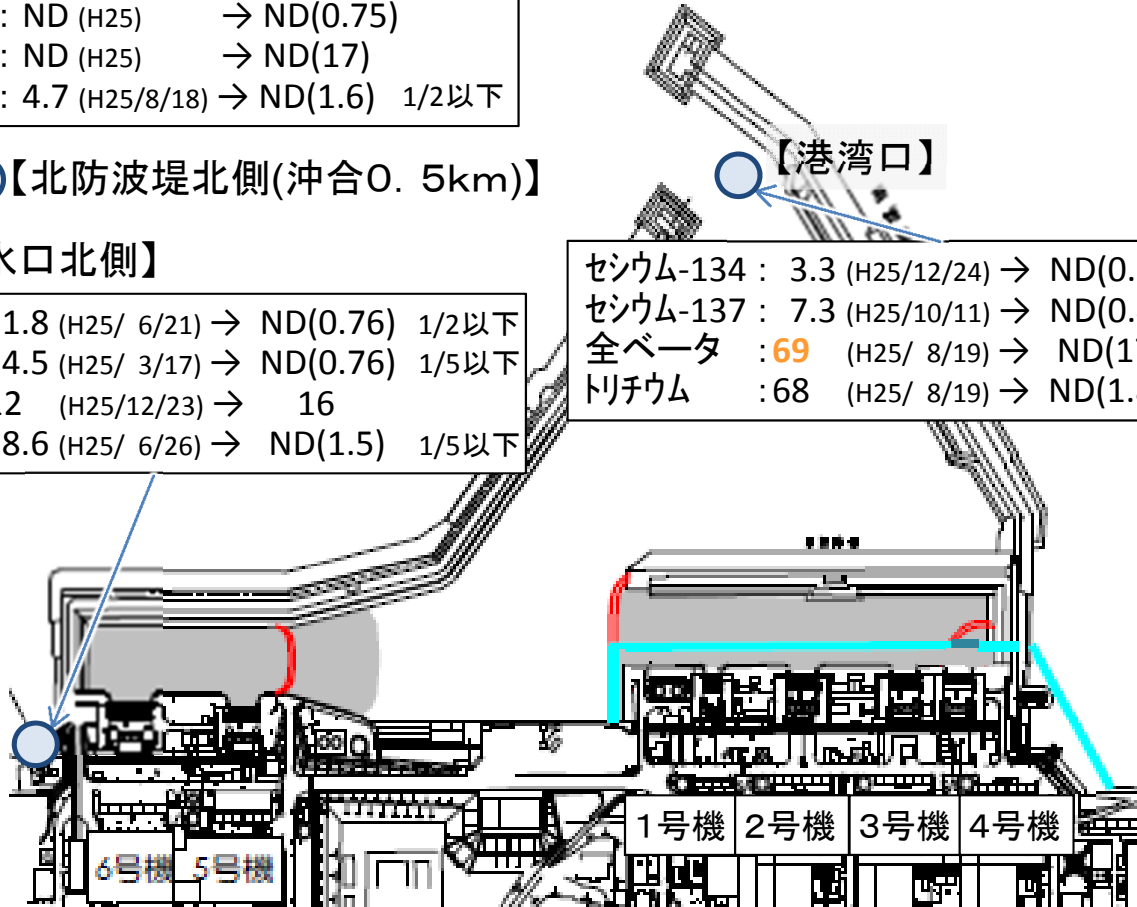 : ND (H25) → ND(0.75)
: ND (H25) → ND(17)
: 4.7 (H25/8/18) → ND(1.6) 1/2以下
【北防波堤北側(沖合0．5km)】
【港湾口】
水口北側】
セシウム-134 : 3.3 (H25/12/24) → ND(0.
セシウム-137 : 7.3 (H25/10/11) → ND(0.
全ベータ :69 (H25/ 8/19) → ND(17
トリチウム :68 (H25/ 8/19) → ND(1.
1.8 (H25/ 6/21) → ND(0.76) 1/2以下
4.5 (H25/ 3/17) → ND(0.76) 1/5以下
12 (H25/12/23) → 16
8.6 (H25/ 6/26) → ND(1.5) 1/5以下
1号機 2号機 3号機 4号機
6号機 5号機